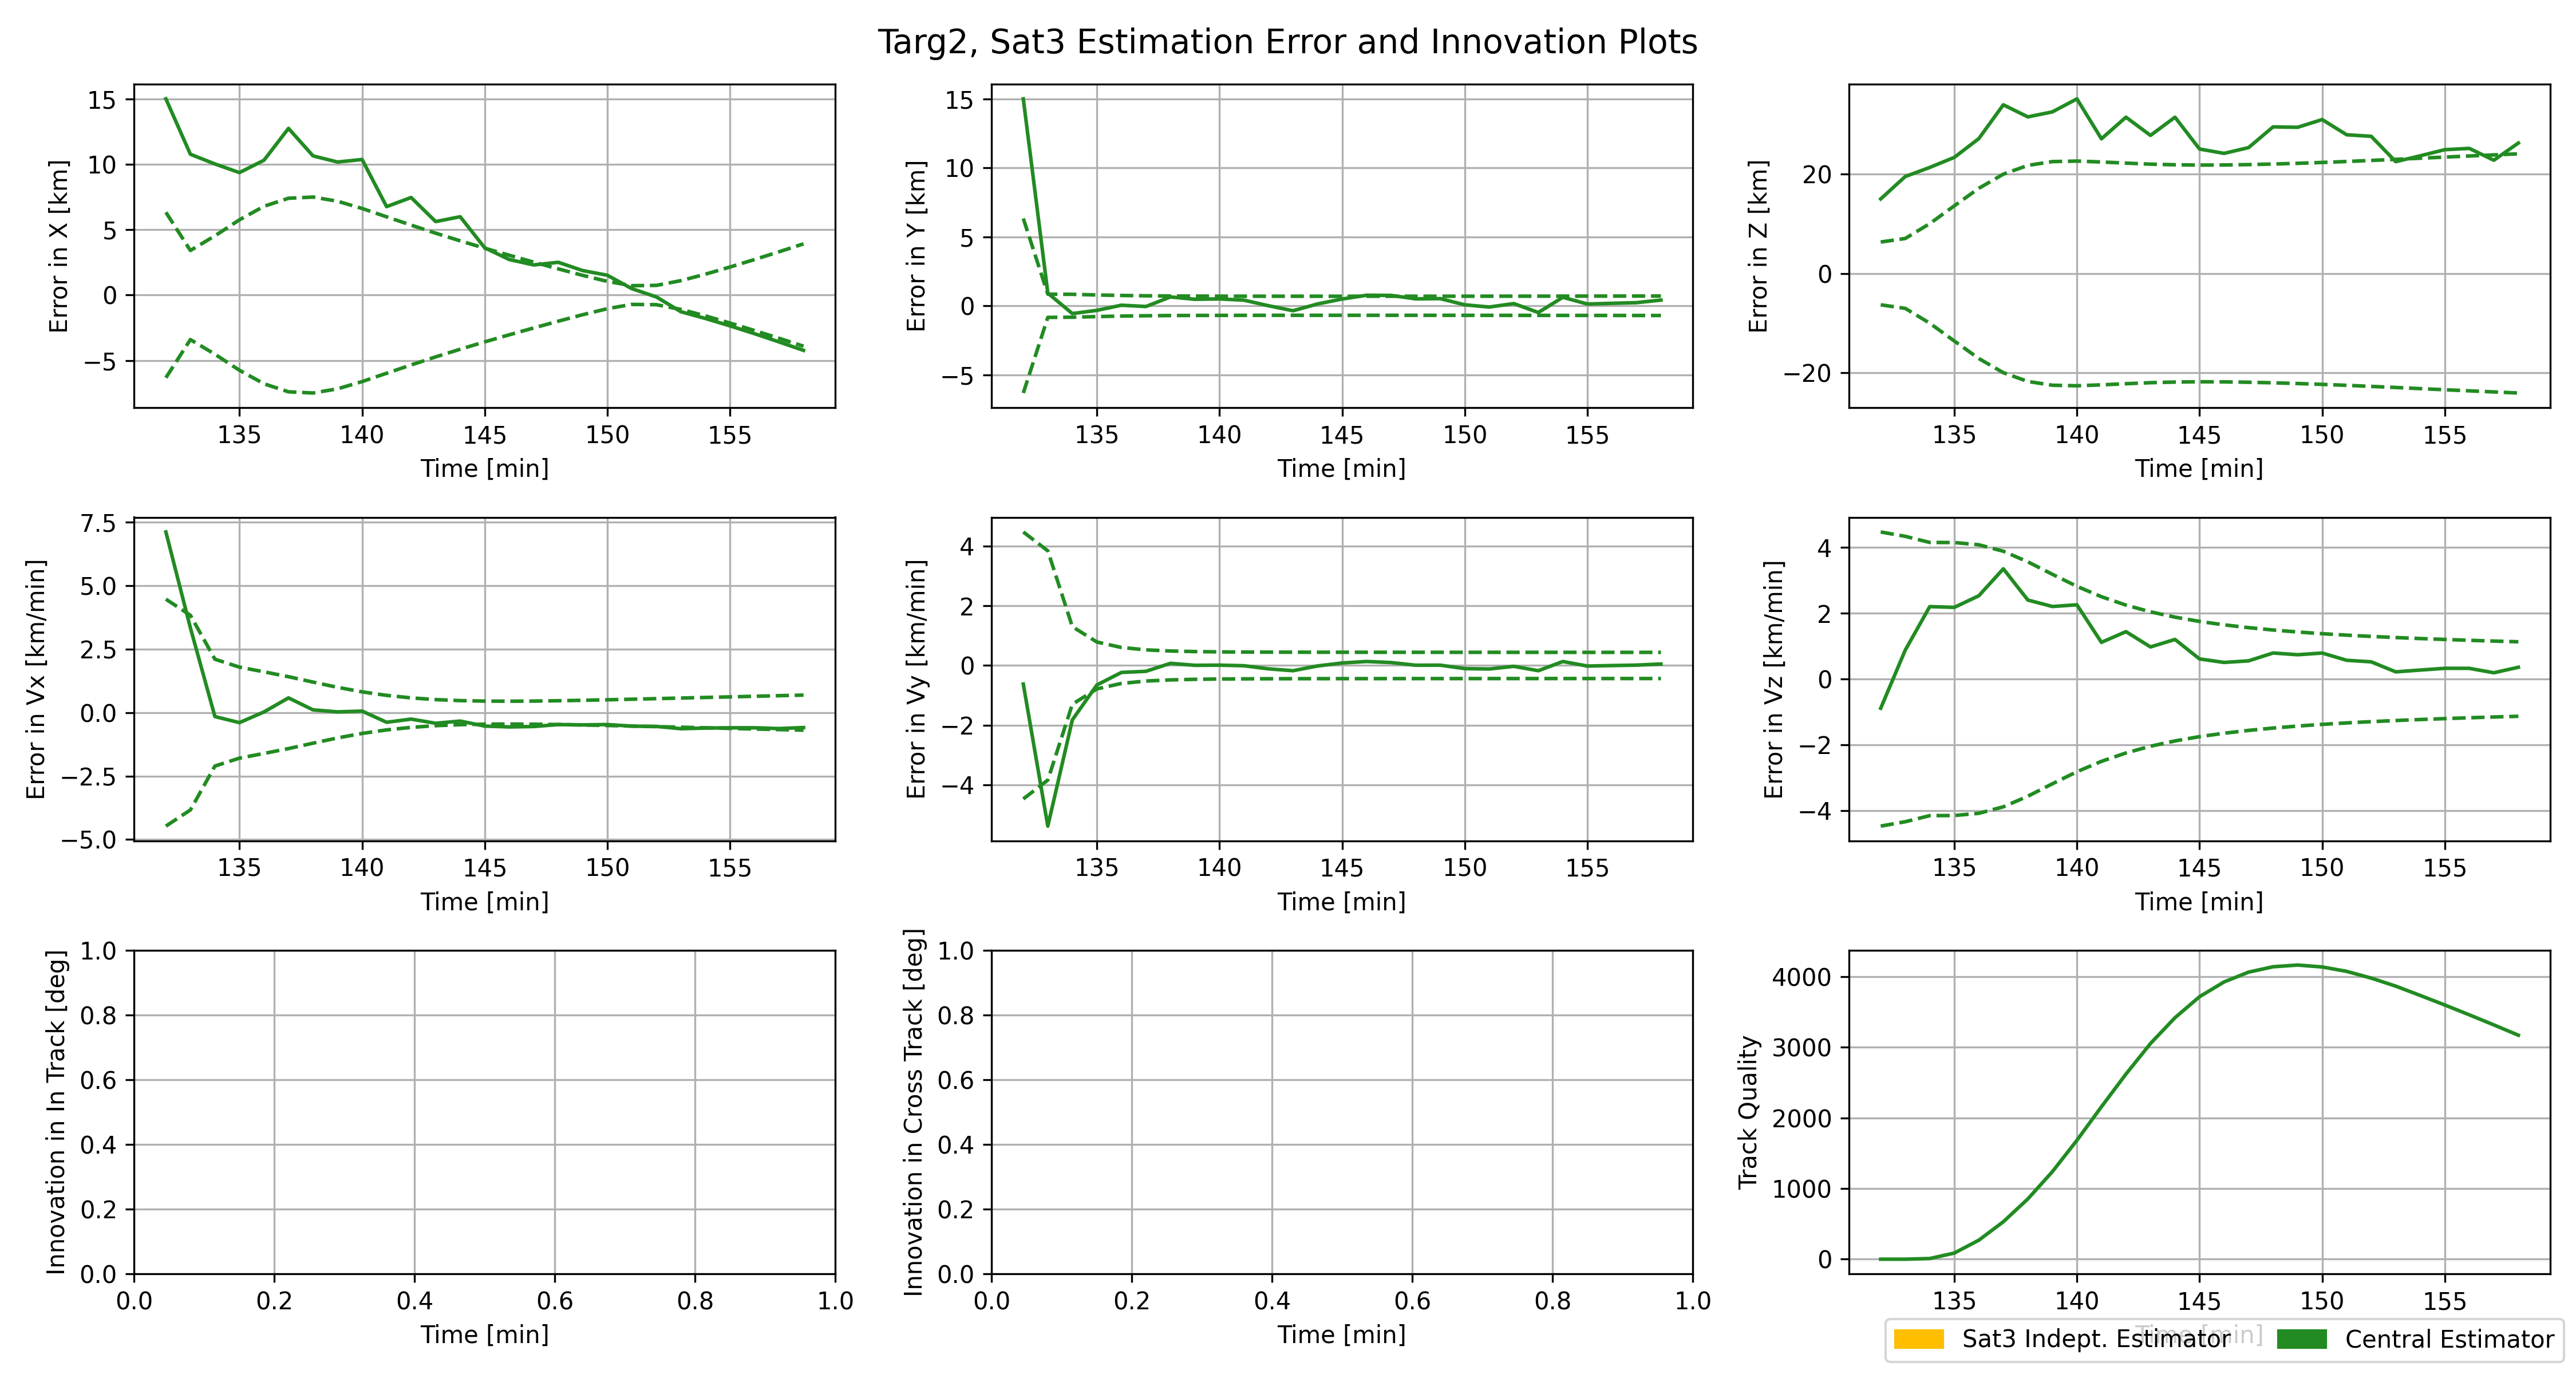 Targ2, Sat3 Estimation Error and Innovation Plots
Error in X [km]
15
10
5
0
−5
135 140 145 150 155
Time [min]
Error in Y [km]
15
10
5
0
−5
135 140 145 150 155
Time [min]
Error in Z [km]
20
0
−20
135 140 145 150 155
Time [min]
Error in Vx [km/min]
7.5
5.0
2.5
0.0
−2.5
−5.0
135 140 145 150 155
Time [min]
Error in Vy [km/min]
4
2
0
−2
−4
135 140 145 150 155
Time [min]
Error in Vz [km/min]
4
2
0
−2
−4
135 140 145 150 155
Time [min]
Innovation in In Track [deg]
1.0
0.8
0.6
0.4
0.2
0.0
0.0 0.2 0.4 0.6 0.8 1.0
Time [min]
Innovation in Cross Track [deg]
1.0
0.8
0.6
0.4
0.2
0.0
0.0 0.2 0.4 0.6 0.8 1.0
Time [min]
Track Quality
4000
3000
2000
1000
0
135 140 145 150 155
Time [min]
Sat3 Indept. Estimator Central Estimator